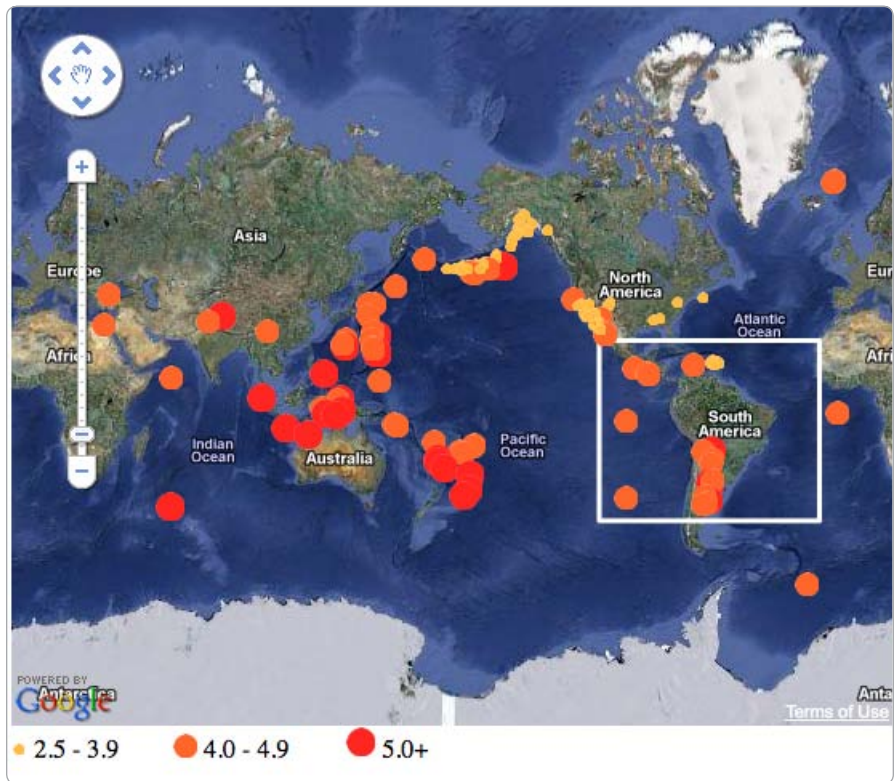 Asia
Europe
North
America
Atlantic
Ocean
Africa
South
America
Indian
Ocean
Australia
Pacific
Ocean
Eur
Afri
POWERED BY
Google
Antarctica
Anta
Terms of Use
2.5 - 3.9
4.0 - 4.9
5.0+